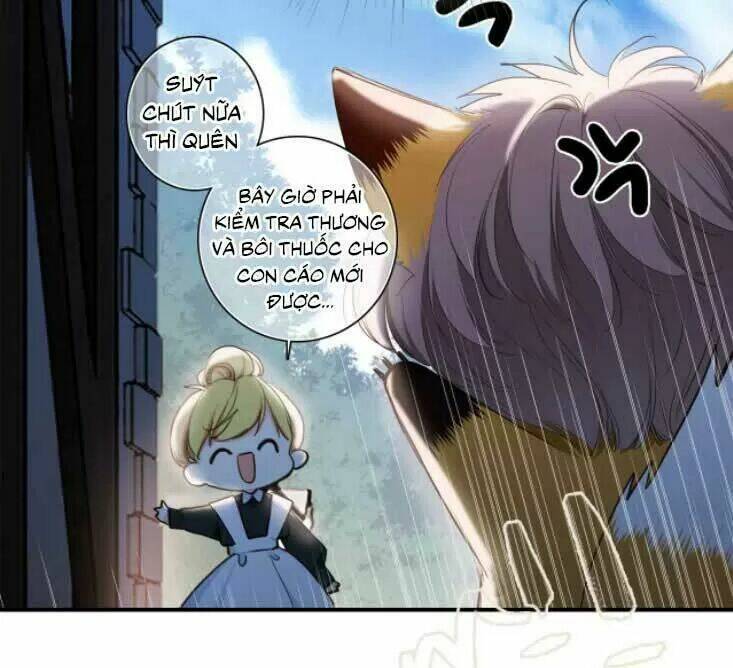 SUÝT
CHÚT NỮA
THÌ QUÊN
BÂY GIỜ PHẢI
KIỂM TRA THƯƠNG
VÀ BÔI THUỐC CHO
CON CÁO MỚI
ĐƯỢC...